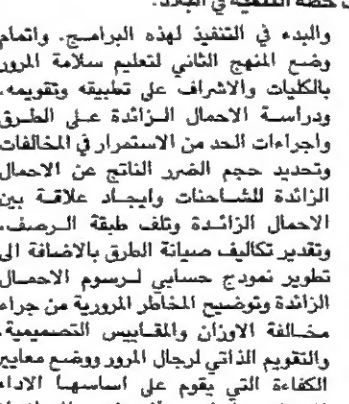 خطة التنمية في البلاد.
والبدء في التنفيذ لهذه البرامج. واتمام
وضع المنهج الثاني لتعليم سلامة المرور
بالكليات والاشراف على تطبيقه وتقويمه،
ودراسة الاحمال الزائدة على الطرق
واجراءات الحد من الاستمرار في المخالفات
وتحديد حجم الضرر الناتج عن الاحمال
الزائدة للشاحنات وايجاد علاقة بين
الاحمال الزائدة وتلف طبقة الرصف،
وتقدير تكاليف صيانة الطرق بالاضافة الى
تطوير نموذج حسابي لرسوم الاحمال
الزائدة وتوضيح المخاطر المرورية من جراء
مخالفة الاوزان والمقاييس التصميمية.
والتقويم الذاتي لرجال المرور ووضع معايير
الكفاءة التي يقوم على اساسها الاداء